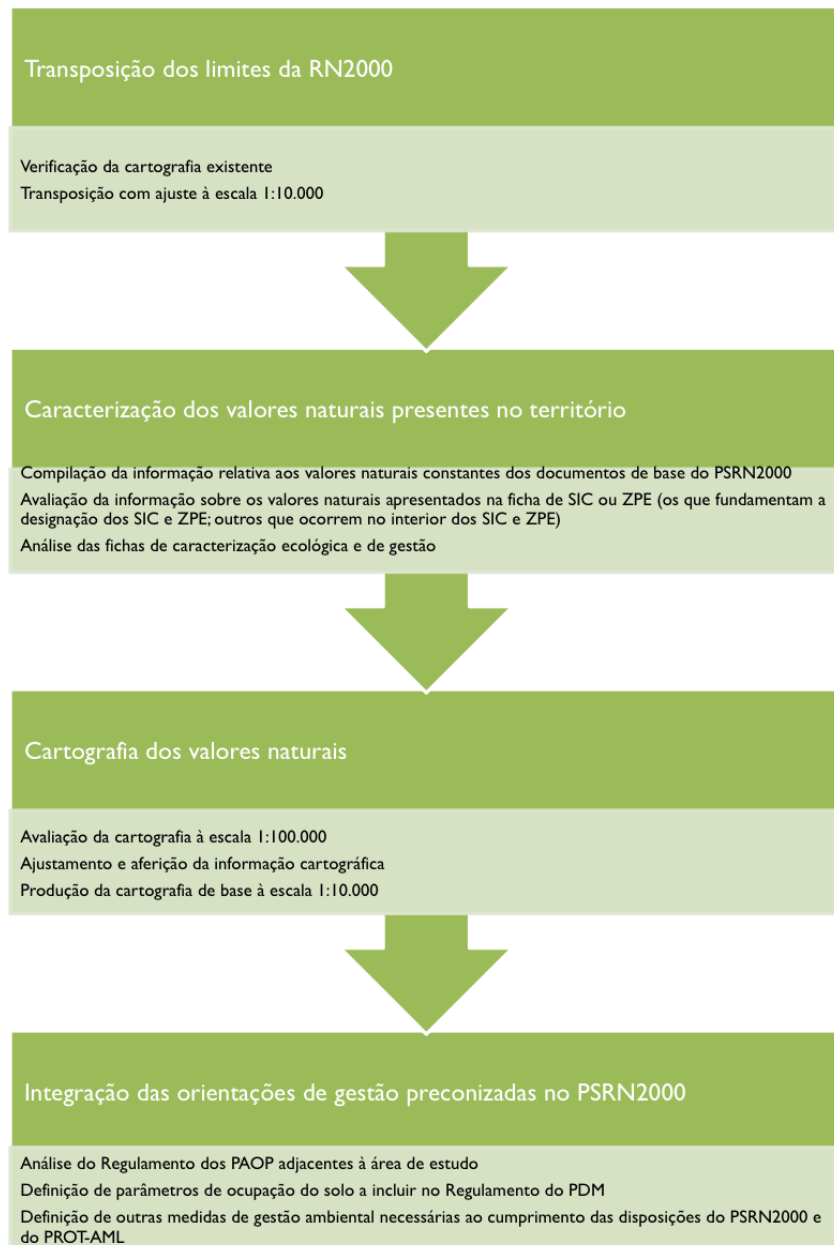 Transposição dos limites da RN2000
Verificação da cartografia existente
Transposição com ajuste à escala 1:10.000
Caracterização dos valores naturais presentes no território
Compilação da informação relativa aos valores naturais constantes dos documentos de base do PSRN2000
Avaliação da informação sobre os valores naturais apresentados na ficha de SIC ou ZPE (os que fundamentam a
designação dos SIC e ZPE; outros que ocorrem no interior dos SIC e ZPE)
Análise das fichas de caracterização ecológica e de gestão
Cartografia dos valores naturais
Avaliação da cartografia à escala 1:100.000
Ajustamento e aferição da informação cartográfica
Produção da cartografia de base à escala 1:10.000
Integração das orientações de gestão preconizadas no PSRN2000
Análise do Regulamento dos PAOP adjacentes à área de estudo
Definição de parâmetros de ocupação do solo a incluir no Regulamento do PDM
Definição de outras medidas de gestão ambiental necessárias ao cumprimento das disposições do PSRN2000 e
do PROT-AML